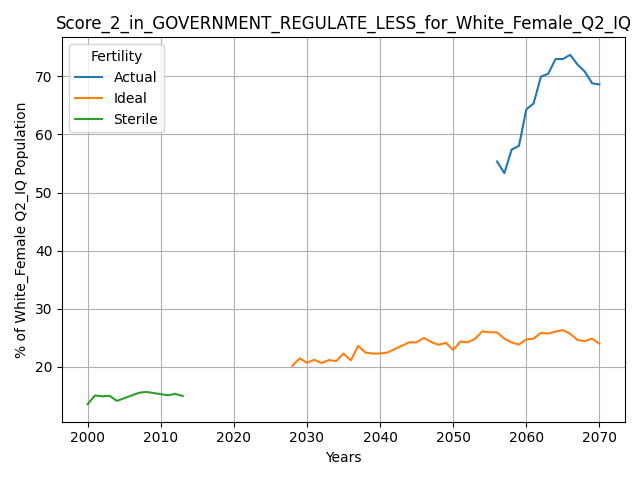 Score_2_in_GOVERNMENT_REGULATE_LESS_for_White_Female_Q2_IQ
Fertility
Actual
Ideal
Sterile
% of White_Female Q2_IQ Population
70
60
50
40
30
20
2000 2010 2020 2030 2040 2050 2060 2070
Years